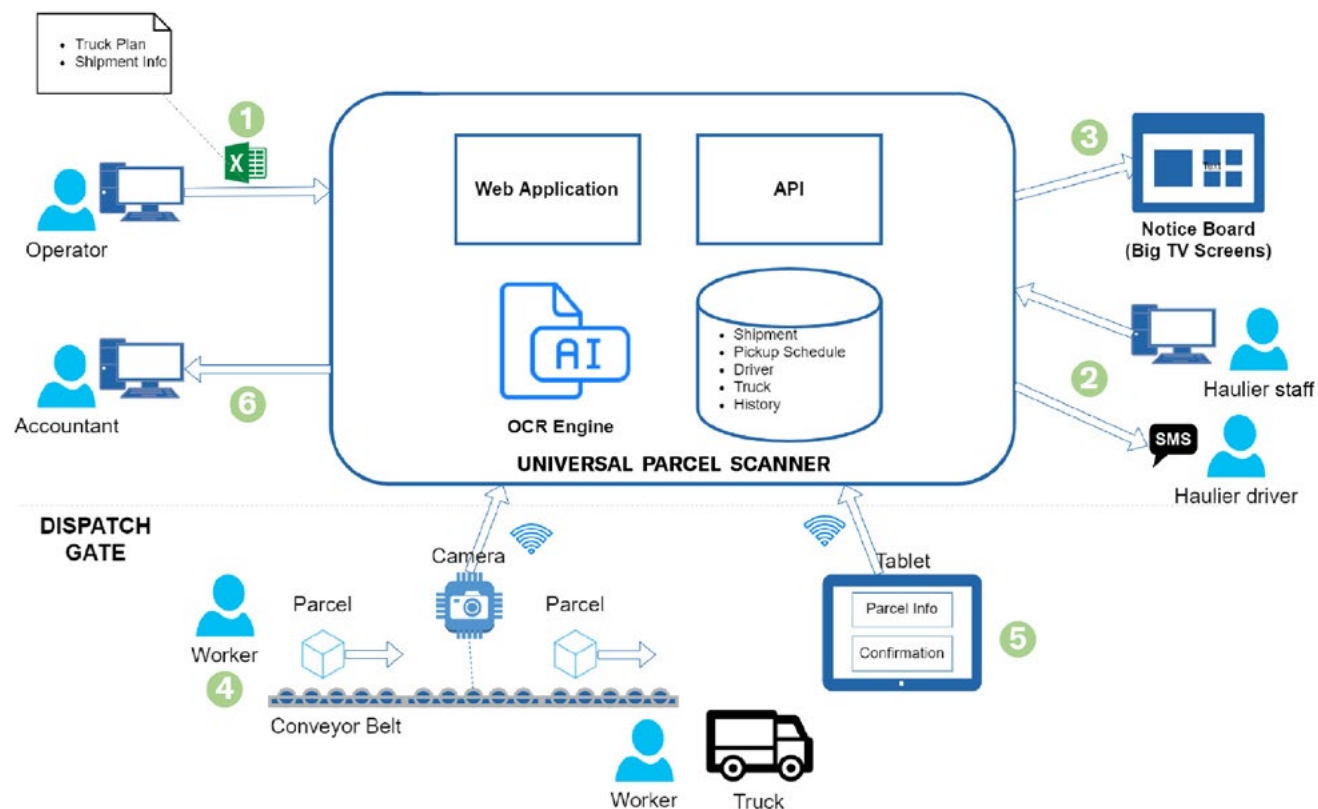 • Truck Plan
• Shipment Info
1
X
Operator
Web Application
API
3
Text
Notice Board
(Big TV Screens)
AI
OCR Engine
• Shipment
• Pickup Schedule
• Driver
• Truck
• History
UNIVERSAL PARCEL SCANNER
Accountant
6
2
Haulier staff
SMS
Haulier driver
DISPATCH
GATE
Camera
Parcel
Parcel
Worker
4
Conveyor Belt
Tablet
Parcel Info
Confirmation
5
Worker
Truck